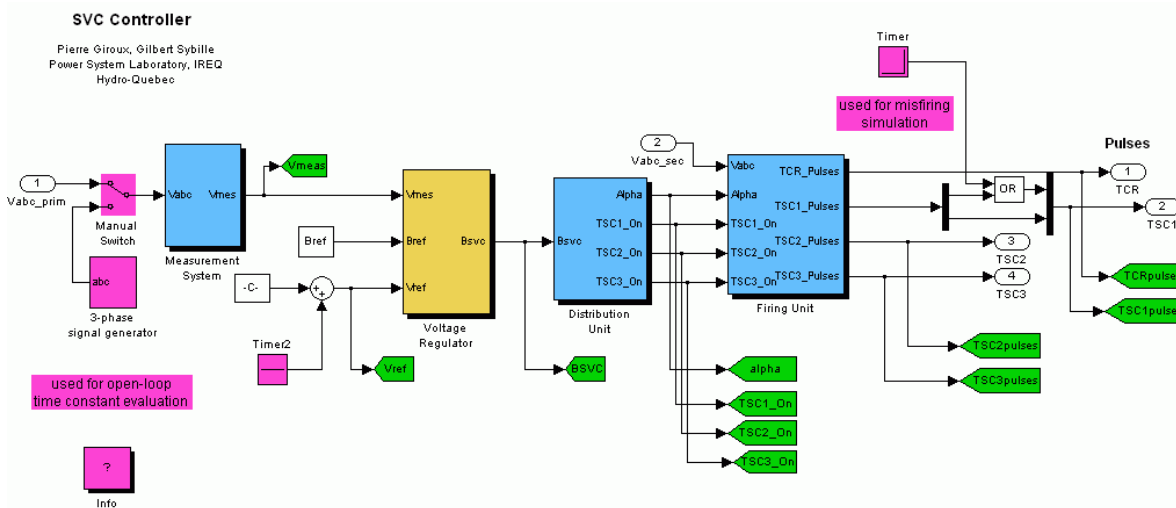 SVC Controller
Pierre Giroux, Gilbert Sybille
Power System Laboratory, IREQ
Hydro-Quebec
Timer
used for misfiring
simulation
Pulses
1
Vabc_prim
Manual
Switch
abc
3-phase
signal generator
Vabc
Vmes
Measurement
System
Vmeas
Bref
-C-
+
+
Timer2
Vref
Vmes
Bref
Vref
Bsvc
Voltage
Regulator
BSVC
Bsvc
Alpha
TSC1_On
TSC2_On
TSC3_On
Distribution
Unit
2
Vabc_sec
Vabc
Alpha
TSC1_On
TSC2_On
TSC3_On
TCR_Pulses
TSC1_Pulses
TSC2_Pulses
TSC3_Pulses
Firing Unit
OR
1
TCR
2
TSC1
3
TSC2
4
TSC3
TCRpulse
TSC1pulse
TSC2pulses
TSC3pulses
alpha
TSC1_On
TSC2_On
TSC3_On
used for open-loop
time constant evaluation
?
Info